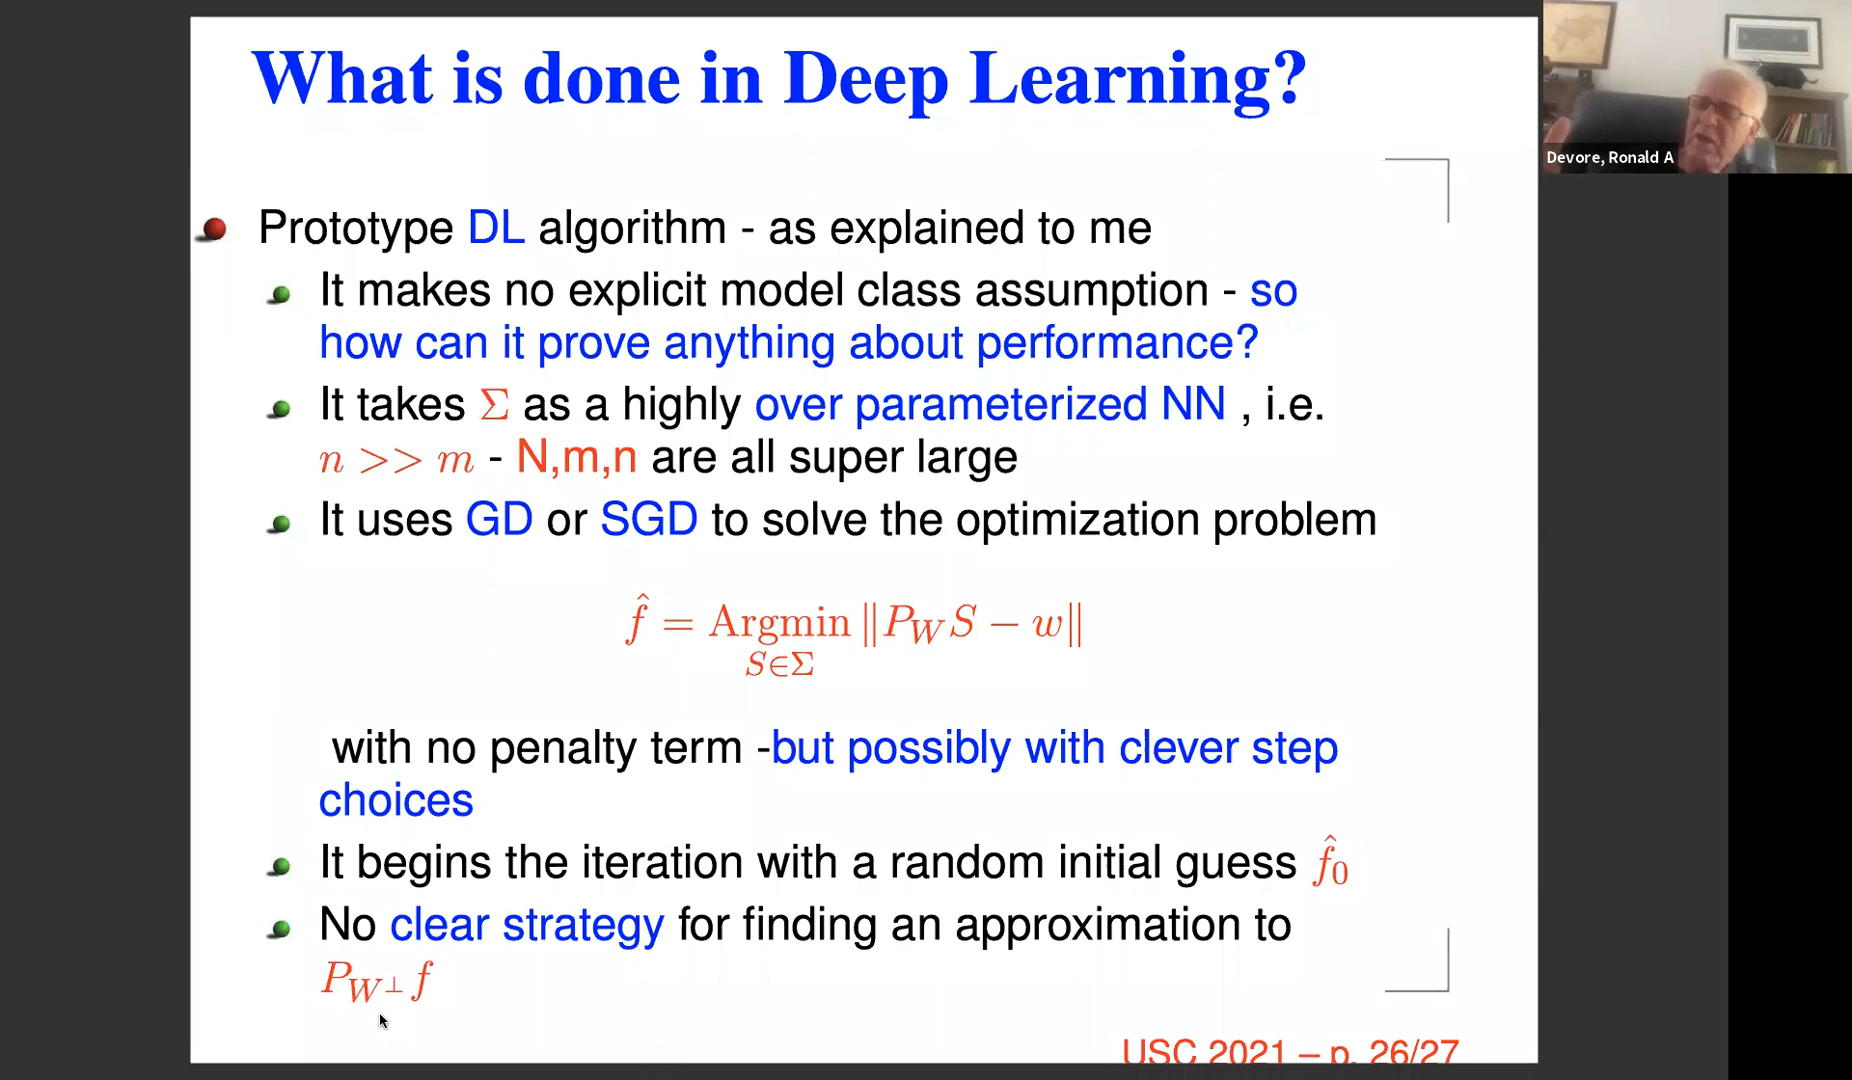 What is done in Deep Learning?
Devore, Ronald A
Prototype DL algorithm - as explained to me
It makes no explicit model class assumption - so
how can it prove anything about performance?
It takes Σ as a highly over parameterized NN , i.e.
n >> m - N,m,n are all super large
It uses GD or SGD to solve the optimization problem
f̂ = Argmin ‖P_W S − w‖
S∈Σ
with no penalty term -but possibly with clever step
choices
It begins the iteration with a random initial guess f̂₀
No clear strategy for finding an approximation to
P_{W^⊥} f
USC 2021 – p. 26/27